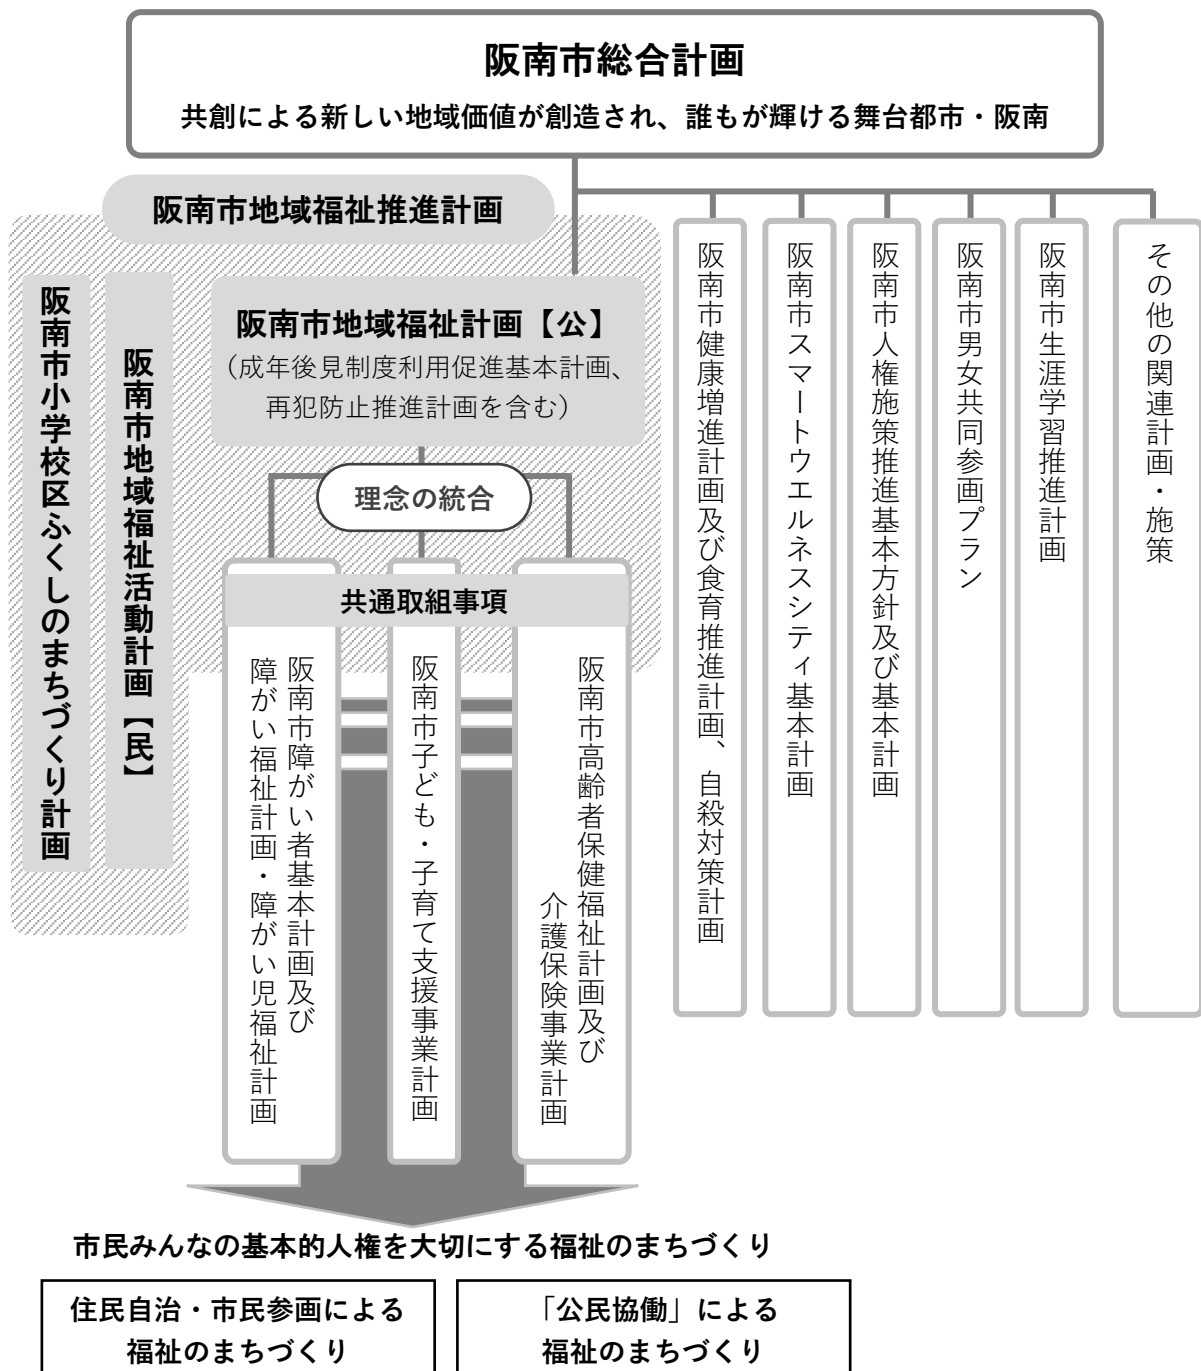 阪南市総合計画
共創による新しい地域価値が創造され、誰もが輝ける舞台都市・阪南
阪南市地域福祉推進計画
阪南市小学校区ふくしのまちづくり計画
阪南市地域福祉活動計画【民】
阪南市地域福祉計画【公】
(成年後見制度利用促進基本計画、
再犯防止推進計画を含む)
理念の統合
共通取組事項
阪南市障がい者基本計画及び
障がい福祉計画・障がい児福祉計画
阪南市子ども・子育て支援事業計画
阪南市高齢者保健福祉計画及び
介護保険事業計画
阪南市健康増進計画及び食育推進計画、自殺対策計画
阪南市スマートウエルネスシティ基本計画
阪南市人権施策推進基本方針及び基本計画
阪南市男女共同参画プラン
阪南市生涯学習推進計画
その他の関連計画・施策
市民みんなの基本的人権を大切にする福祉のまちづくり
住民自治・市民参画による
福祉のまちづくり
「公民協働」による
福祉のまちづくり